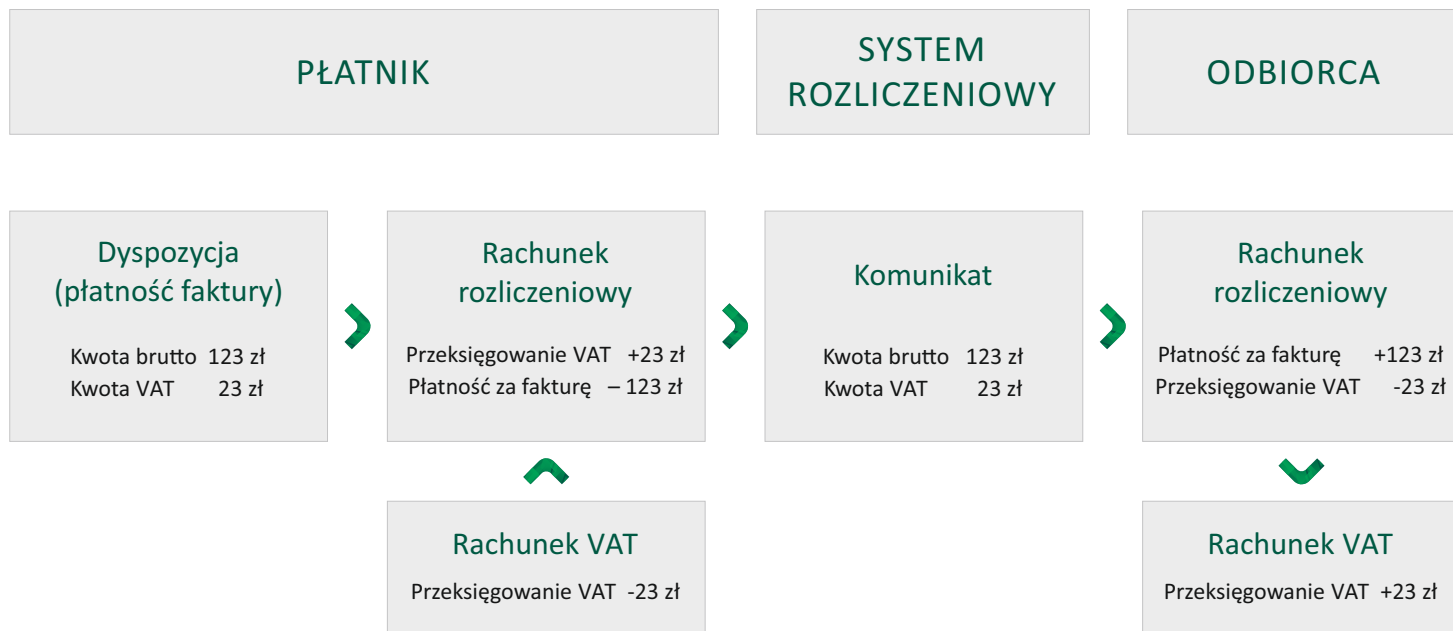 PŁATNIK
SYSTEM
ROZLICZENIOWY
ODBIORCA
Dyspozycja
(płatność faktury)
Kwota brutto 123 zł
Kwota VAT 23 zł
Rachunek
rozliczeniowy
Przeksięgowanie VAT +23 zł
Płatność za fakturę – 123 zł
Komunikat
Kwota brutto 123 zł
Kwota VAT 23 zł
Rachunek
rozliczeniowy
Płatność za fakturę +123 zł
Przeksięgowanie VAT -23 zł
Rachunek VAT
Przeksięgowanie VAT -23 zł
Rachunek VAT
Przeksięgowanie VAT +23 zł